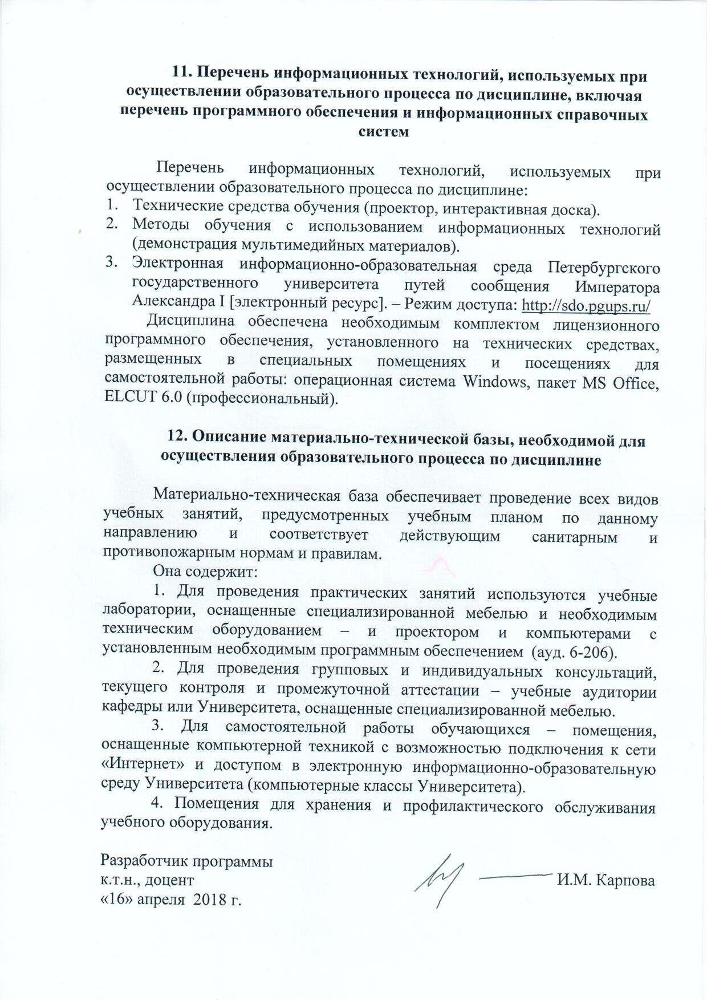 11. Перечень информационных технологий, используемых при
осуществлении образовательного процесса по дисциплине, включая
перечень программного обеспечения и информационных справочных
систем
Перечень информационных технологий, используемых при
осуществлении образовательного процесса по дисциплине:
1. Технические средства обучения (проектор, интерактивная доска).
2. Методы обучения с использованием информационных технологий
(демонстрация мультимедийных материалов).
3. Электронная информационно-образовательная среда Петербургского
государственного университета путей сообщения Императора
Александра I [электронный ресурс]. – Режим доступа: http://sdo.pgups.ru/
Дисциплина обеспечена необходимым комплектом лицензионного
программного обеспечения, установленного на технических средствах,
размещенных в специальных помещениях и посещениях для
самостоятельной работы: операционная система Windows, пакет MS Office,
ELCUT 6.0 (профессиональный).
12. Описание материально-технической базы, необходимой для
осуществления образовательного процесса по дисциплине
Материально-техническая база обеспечивает проведение всех видов
учебных занятий, предусмотренных учебным планом по данному
направлению и соответствует действующим санитарным и
противопожарным нормам и правилам.
Она содержит:
1. Для проведения практических занятий используются учебные
лаборатории, оснащенные специализированной мебелью и необходимым
техническим оборудованием – и проектором и компьютерами с
установленным необходимым программным обеспечением (ауд. 6-206).
2. Для проведения групповых и индивидуальных консультаций,
текущего контроля и промежуточной аттестации – учебные аудитории
кафедры или Университета, оснащенные специализированной мебелью.
3. Для самостоятельной работы обучающихся – помещения,
оснащенные компьютерной техникой с возможностью подключения к сети
«Интернет» и доступом в электронную информационно-образовательную
среду Университета (компьютерные классы Университета).
4. Помещения для хранения и профилактического обслуживания
учебного оборудования.
Разработчик программы
к.т.н., доцент И.М. Карпова
«16» апреля 2018 г.